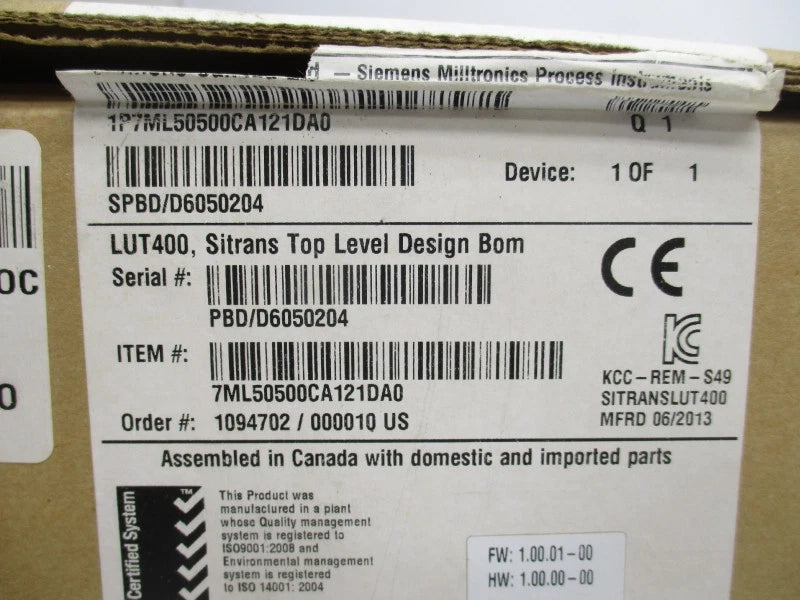 — Siemens Milltronics Process Instruments
1P7ML50500CA121DA0
Q 1
SPBD/D6050204
Device: 1 OF 1
LUT400, Sitrans Top Level Design Bom
CE
Serial #:
PBD/D6050204
ITEM #:
7ML50500CA121DA0
KCC-REM-S49
SITRANSLUT400
MFRD 06/2013
Order #: 1094702 / 000010 US
Assembled in Canada with domestic and imported parts
Certified System
TM
This Product was
manufactured in a plant
whose Quality management
system is registered to
ISO9001:2008 and
Environmental management
system is registered
to ISO 14001: 2004
FW: 1.00.01-00
HW: 1.00.00-00
0C
0